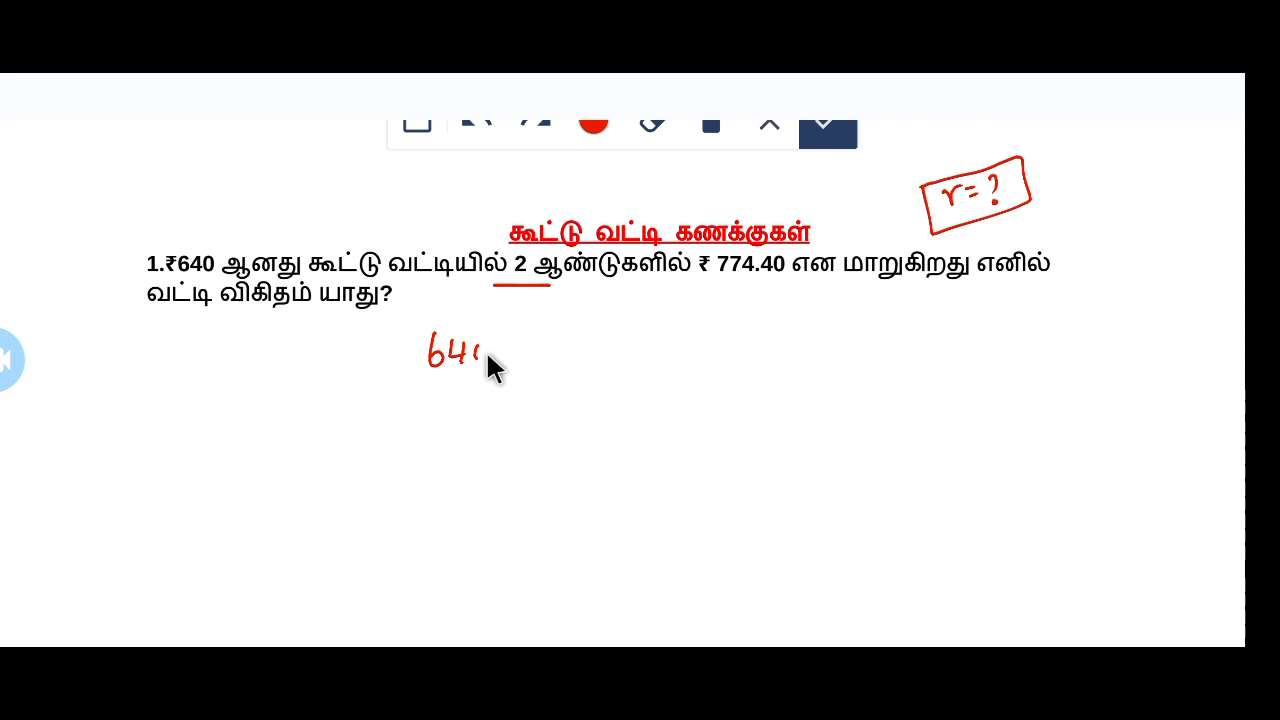 r = ?
கூட்டு வட்டி கணக்குகள்
1.₹640 ஆனது கூட்டு வட்டியில் 2 ஆண்டுகளில் ₹ 774.40 என மாறுகிறது எனில்
வட்டி விகிதம் யாது?
64